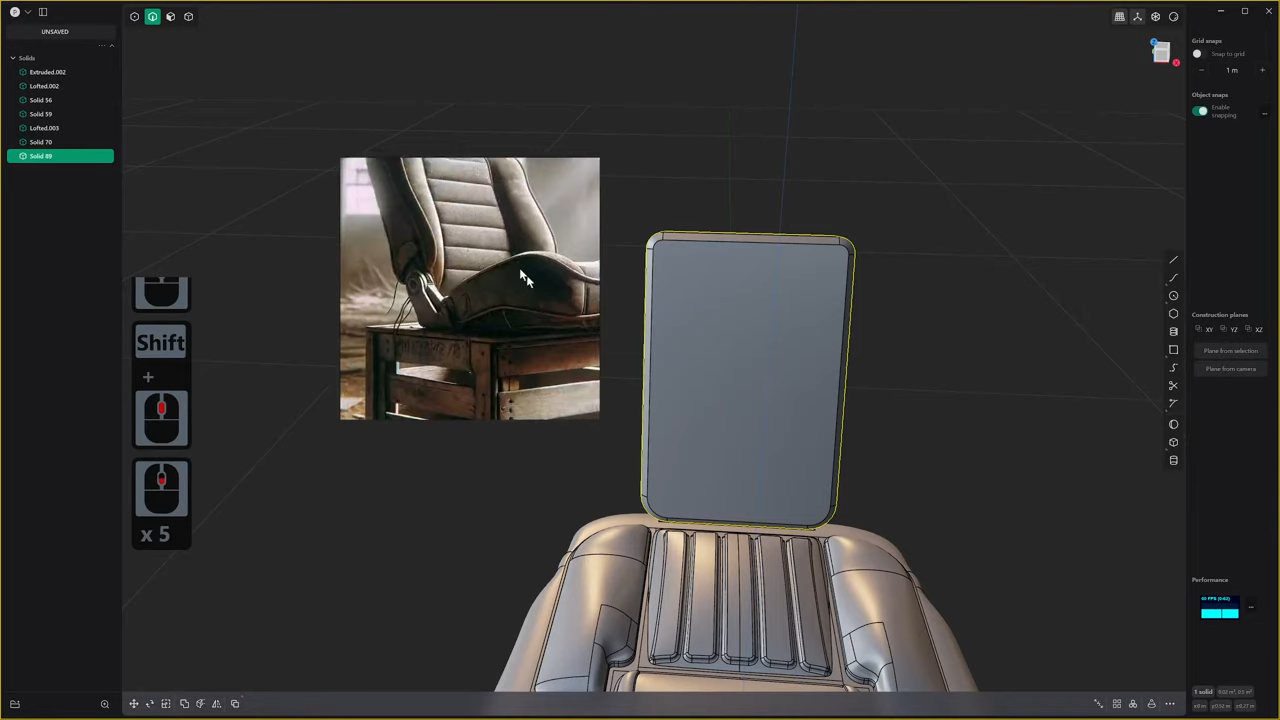 UNSAVED
Solids
Extruded.002
Lofted.002
Solid 56
Solid 59
Lofted.003
Solid 70
Solid 89
Shift
+
x 5
Grid snaps
Snap to grid
1 m
Object snaps
Enable
snapping
Construction planes
XY YZ XZ
Plane from selection
Plane from camera
Performance
1 solid